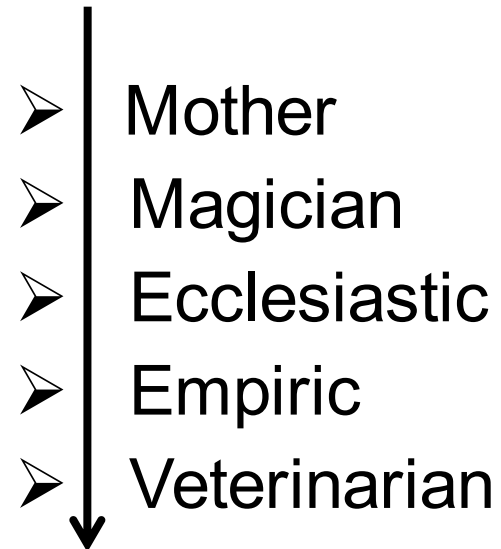 Mother
Magician
Ecclesiastic
Empiric
Veterinarian